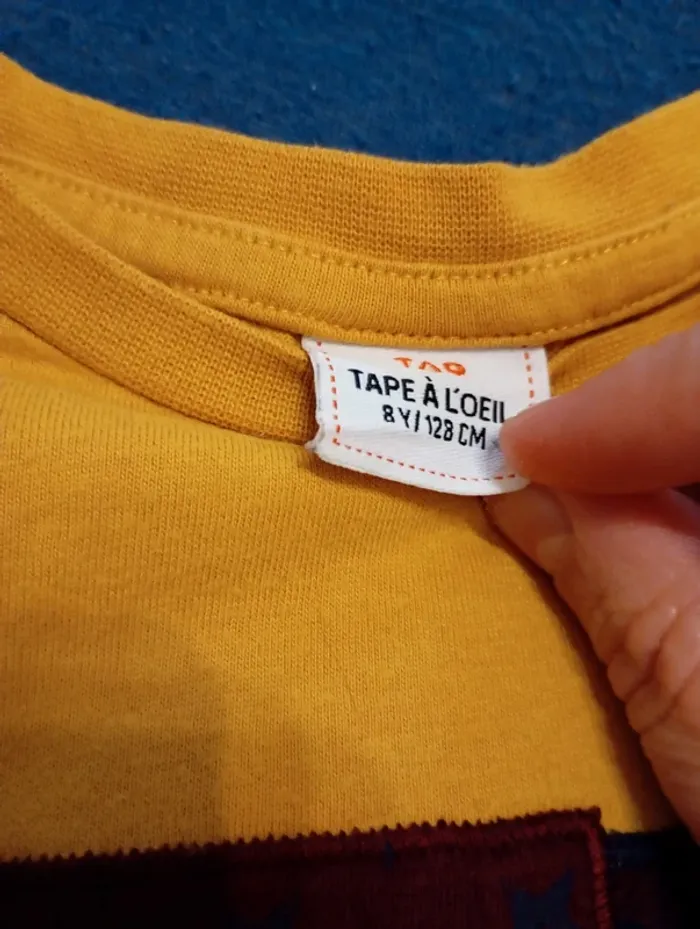 TAO
TAPE À L'OEIL
8 Y / 128 CM